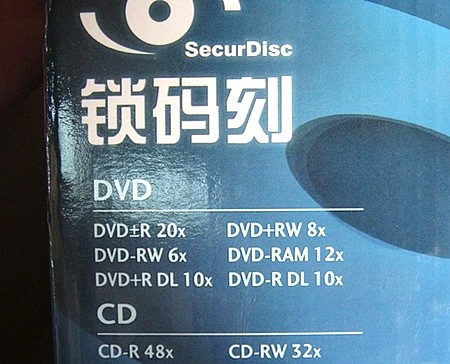 SecurDisc
锁码刻
DVD
DVD±R 20x DVD+RW 8x
DVD-RW 6x DVD-RAM 12x
DVD+R DL 10x DVD-R DL 10x
CD
CD-R 48x CD-RW 32x